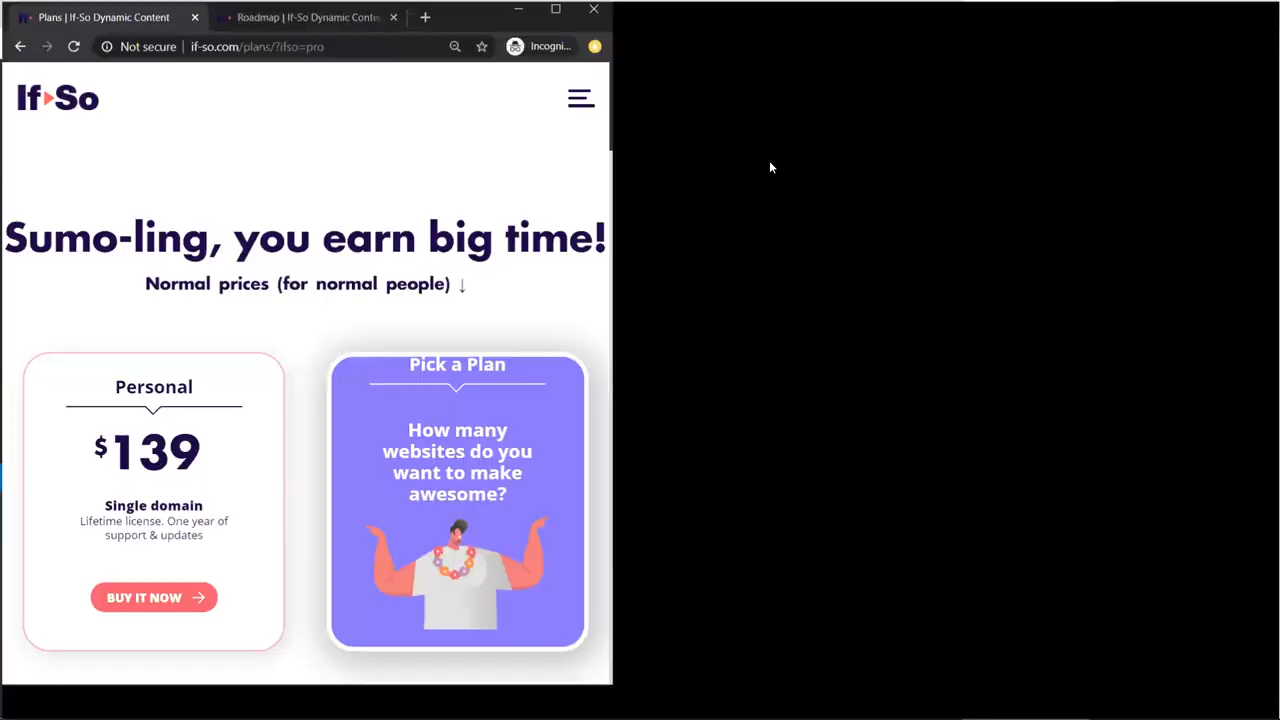 Plans | If-So Dynamic Content
Roadmap | If-So Dynamic Conte
Not secure | if-so.com/plans/?ifso=pro
Incogni...
If So
Sumo-ling, you earn big time!
Normal prices (for normal people) ↓
Personal
$139
Single domain
Lifetime license. One year of
support & updates
BUY IT NOW →
Pick a Plan
How many
websites do you
want to make
awesome?